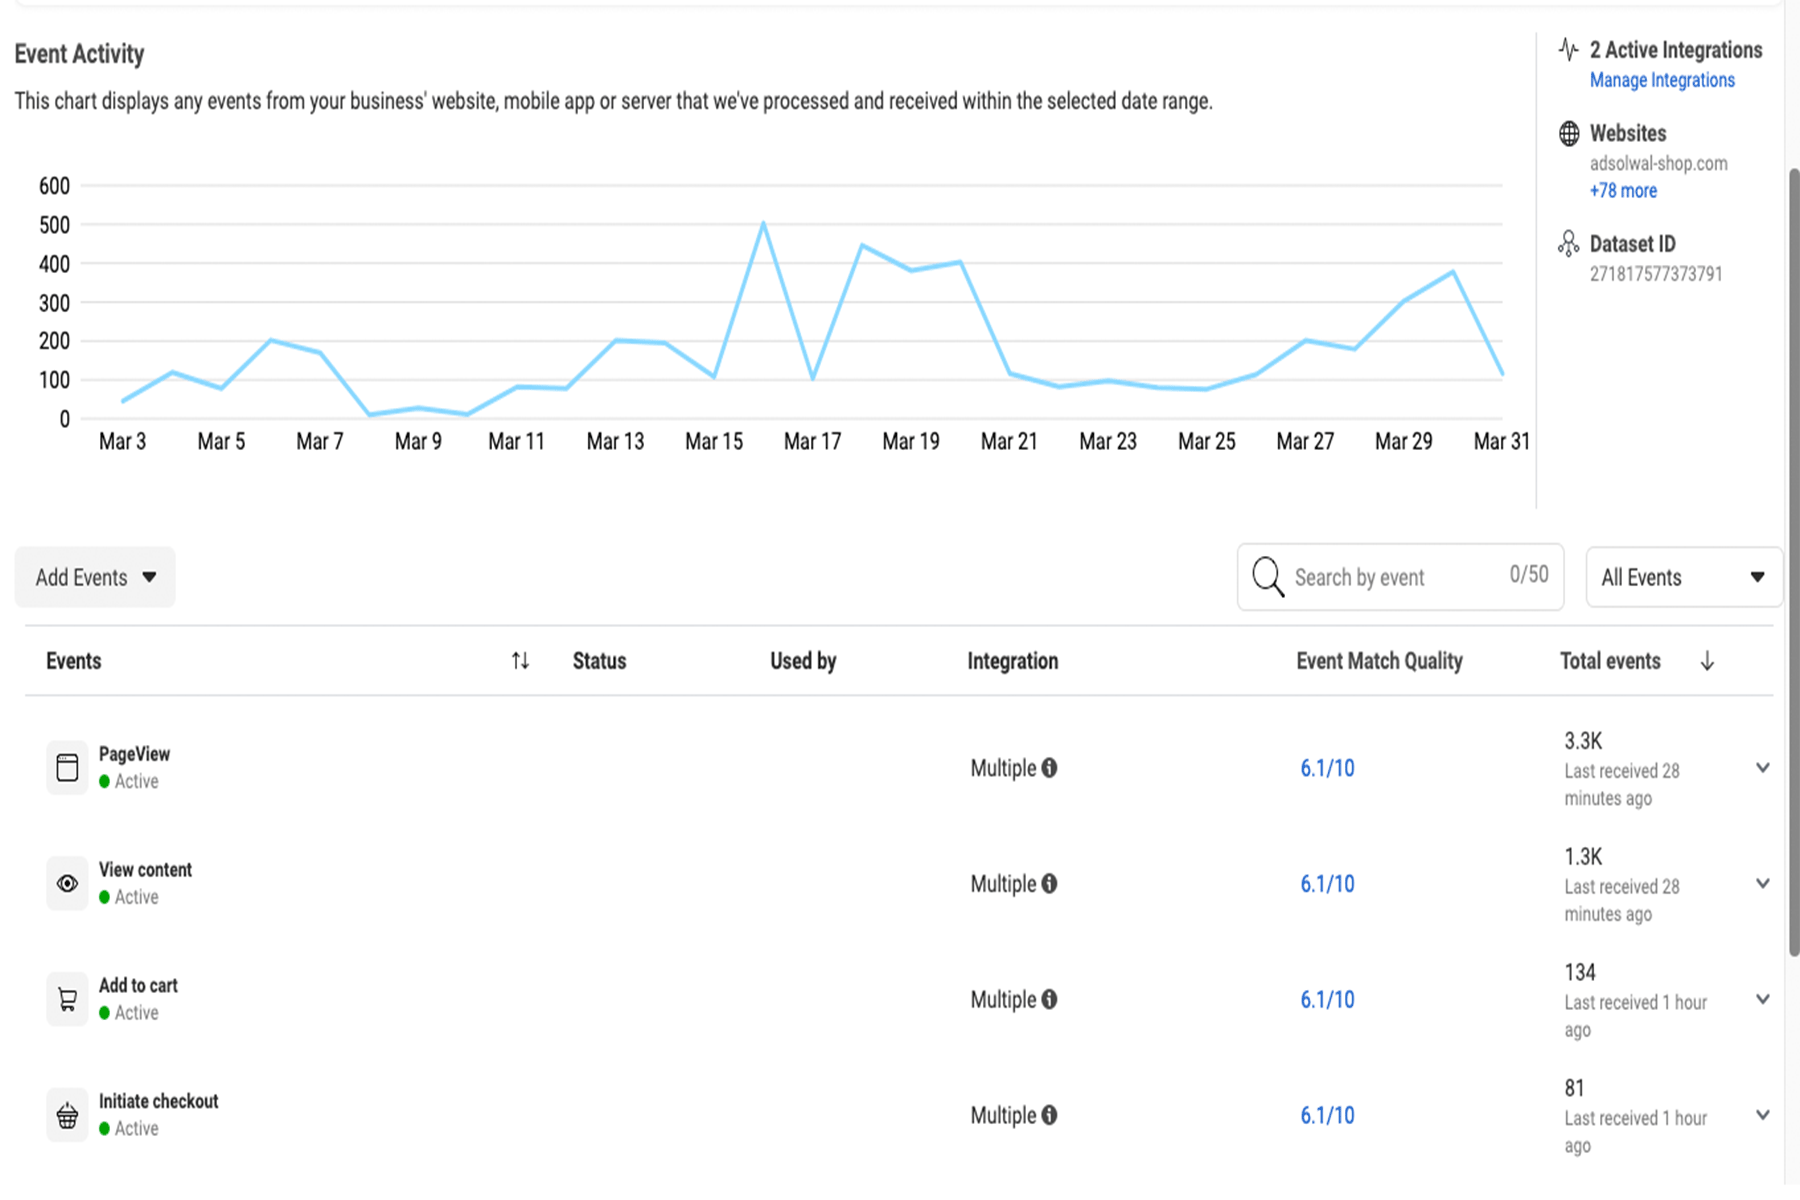 Event Activity
This chart displays any events from your business' website, mobile app or server that we've processed and received within the selected date range.
600
500
400
300
200
100
0
Mar 3 Mar 5 Mar 7 Mar 9 Mar 11 Mar 13 Mar 15 Mar 17 Mar 19 Mar 21 Mar 23 Mar 25 Mar 27 Mar 29 Mar 31
2 Active Integrations
Manage Integrations
Websites
adsolwal-shop.com
+78 more
Dataset ID
271817577373791
Add Events
Search by event 0/50
All Events
Events Status Used by Integration Event Match Quality Total events
PageView
Active
Multiple
6.1/10
3.3K
Last received 28
minutes ago
View content
Active
Multiple
6.1/10
1.3K
Last received 28
minutes ago
Add to cart
Active
Multiple
6.1/10
134
Last received 1 hour
ago
Initiate checkout
Active
Multiple
6.1/10
81
Last received 1 hour
ago